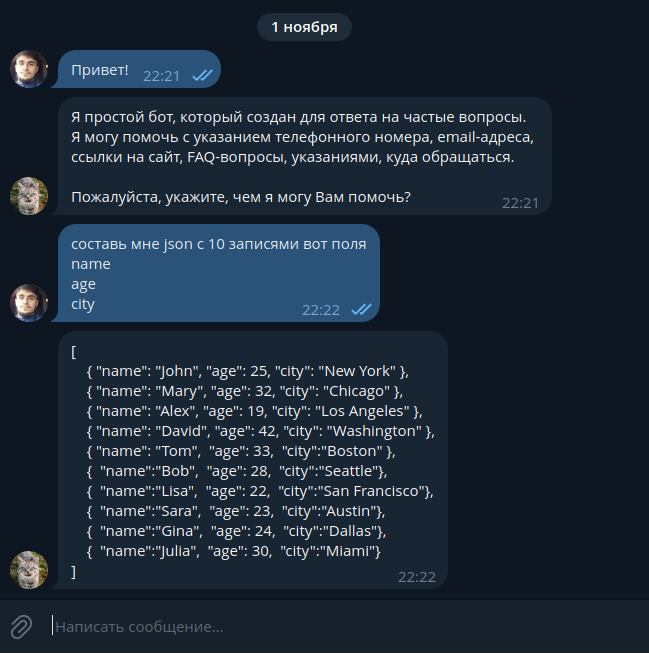 1 ноября
Привет!
22:21
Я простой бот, который создан для ответа на частые вопросы.
Я могу помочь с указанием телефонного номера, email-адреса,
ссылки на сайт, FAQ-вопросы, указаниями, куда обращаться.
Пожалуйста, укажите, чем я могу Вам помочь?
22:21
составь мне json с 10 записями вот поля
name
age
city
22:22
[
{ "name": "John", "age": 25, "city": "New York" },
{ "name": "Mary", "age": 32, "city": "Chicago" },
{ "name": "Alex", "age": 19, "city": "Los Angeles" },
{ "name": "David", "age": 42, "city": "Washington" },
{ "name": "Tom",  "age": 33,  "city":"Boston" },
{  "name":"Bob",  "age": 28,  "city":"Seattle"},
{  "name":"Lisa",  "age": 22,  "city":"San Francisco"},
{  "name":"Sara",  "age": 23,  "city":"Austin"},
{  "name":"Gina",  "age": 24,  "city":"Dallas"},
{  "name":"Julia",  "age": 30,  "city":"Miami"}
]
22:22
Написать сообщение...